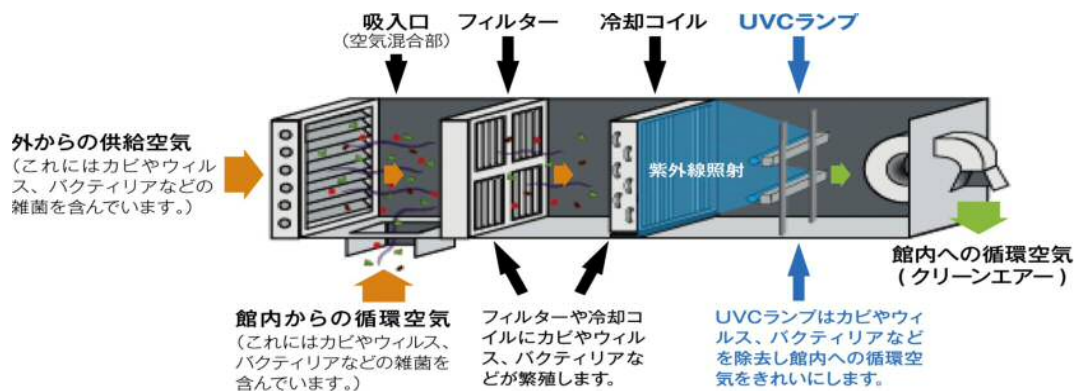 吸入口
(空気混合部)
フィルター
冷却コイル
UVCランプ
外からの供給空気
(これにはカビやウィル
ス、バクティリアなどの
雑菌を含んでいます。)
紫外線照射
館内への循環空気
(クリーンエアー)
館内からの循環空気
(これにはカビやウィルス、
バクティリアなどの雑菌を
含んでいます。)
フィルターや冷却コ
イルにカビやウィル
ス、バクティリアな
どが繁殖します。
UVCランプはカビやウィ
ルス、バクティリアなど
を除去し館内への循環空
気をきれいにします。